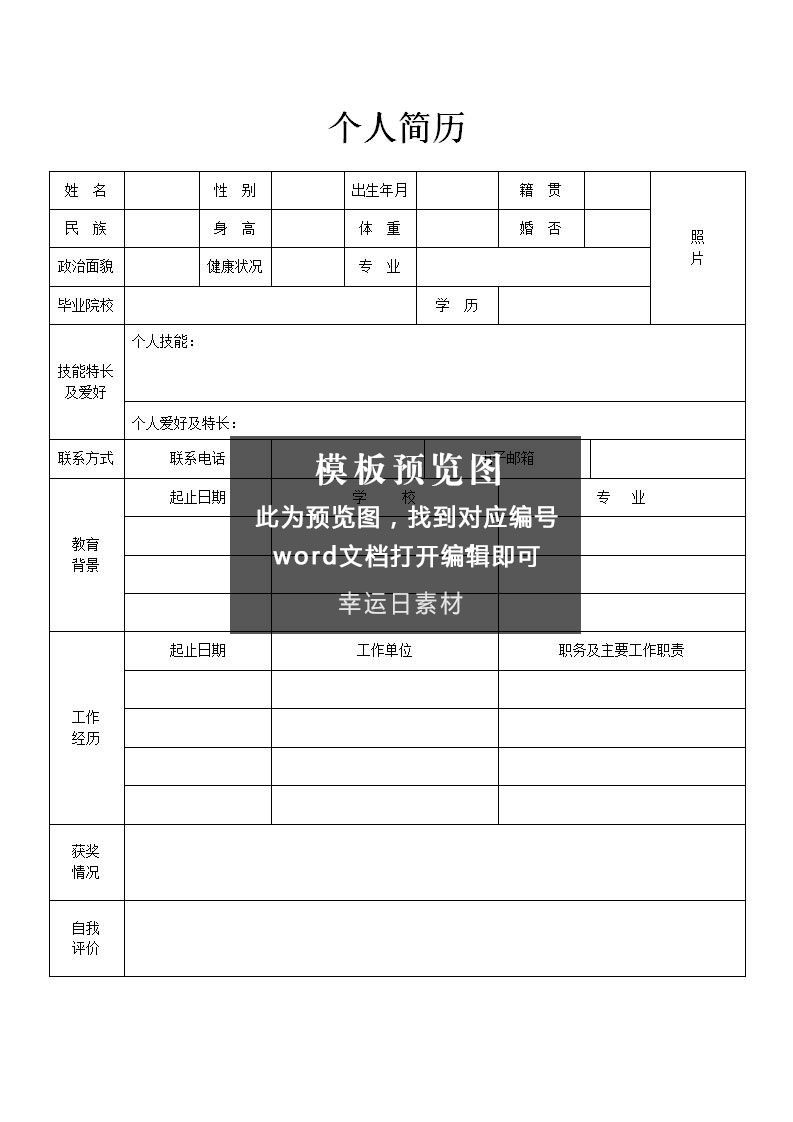 个人简历
姓 名 性 别 出生年月 籍 贯
民 族 身 高 体 重 婚 否
照
片
政治面貌 健康状况 专 业
毕业院校 学 历
技能特长
及爱好
个人技能：
个人爱好及特长：
联系方式 联系电话 电子邮箱
教育
背景
起止日期 学 校 专 业
模板预览图
此为预览图，找到对应编号
word文档打开编辑即可
幸运日素材
工作
经历
起止日期 工作单位 职务及主要工作职责
获奖
情况
自我
评价